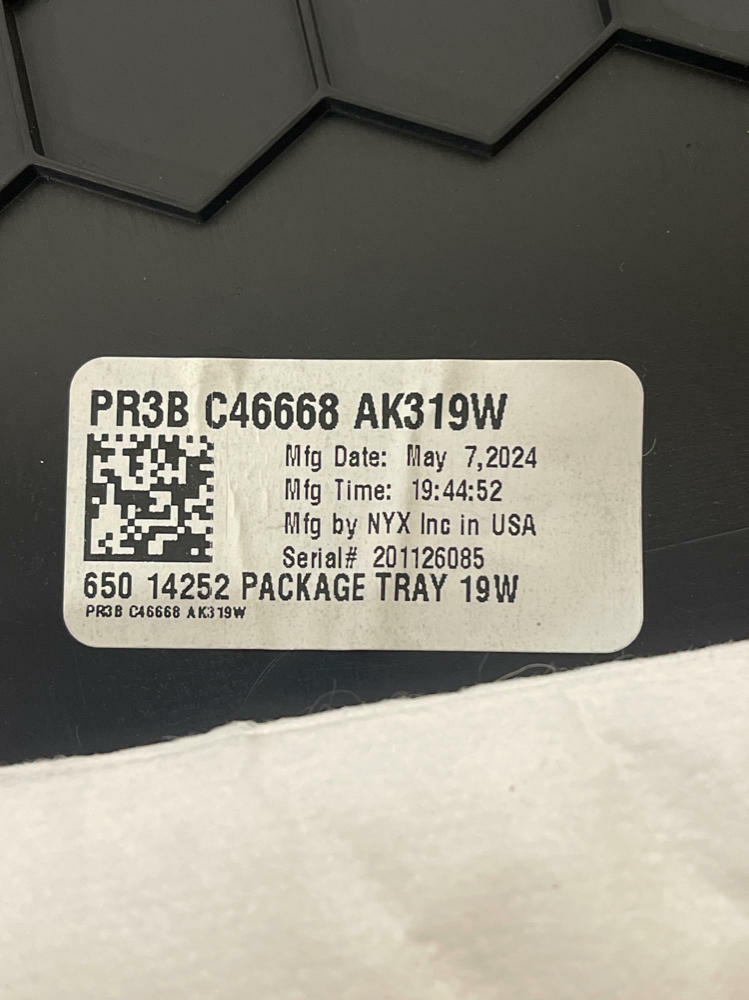 PR3B C46668 AK319W
Mfg Date: May 7,2024
Mfg Time: 19:44:52
Mfg by NYX Inc in USA
Serial# 201126085
650 14252 PACKAGE TRAY 19W
PR3B C46668 AK319W